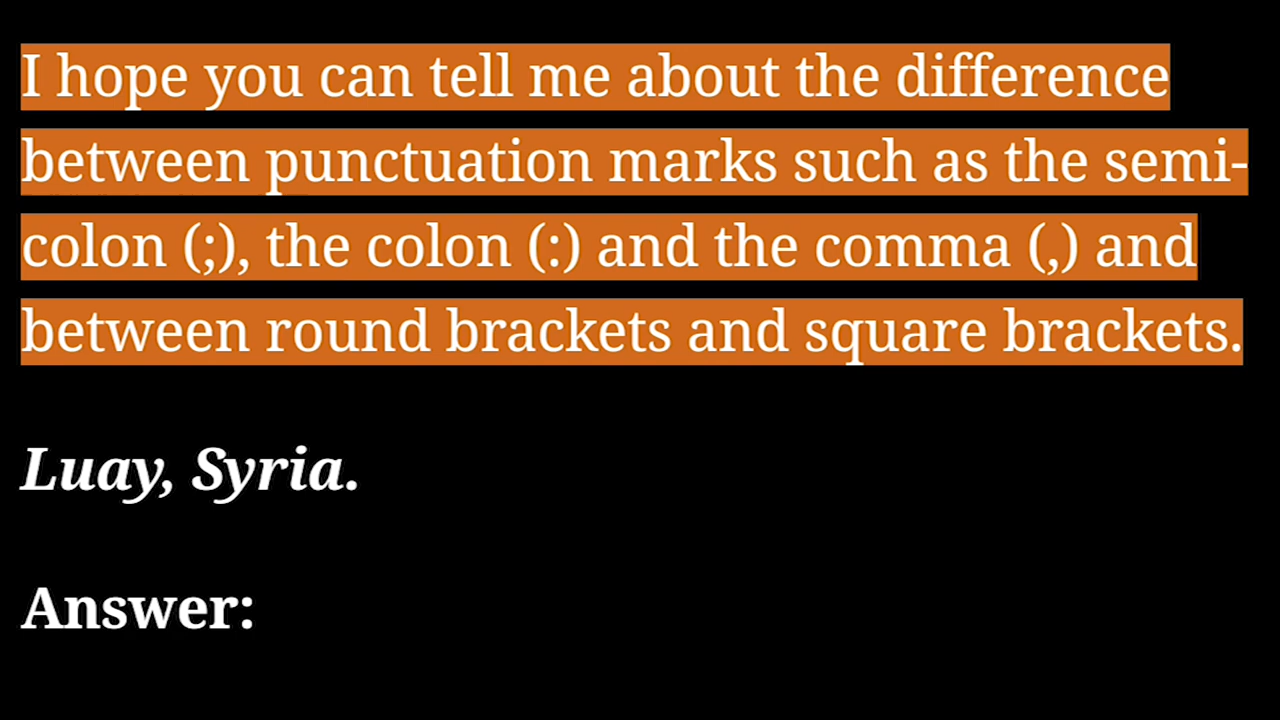 I hope you can tell me about the difference
between punctuation marks such as the semi-
colon (;), the colon (:) and the comma (,) and
between round brackets and square brackets.
Luay, Syria.
Answer: